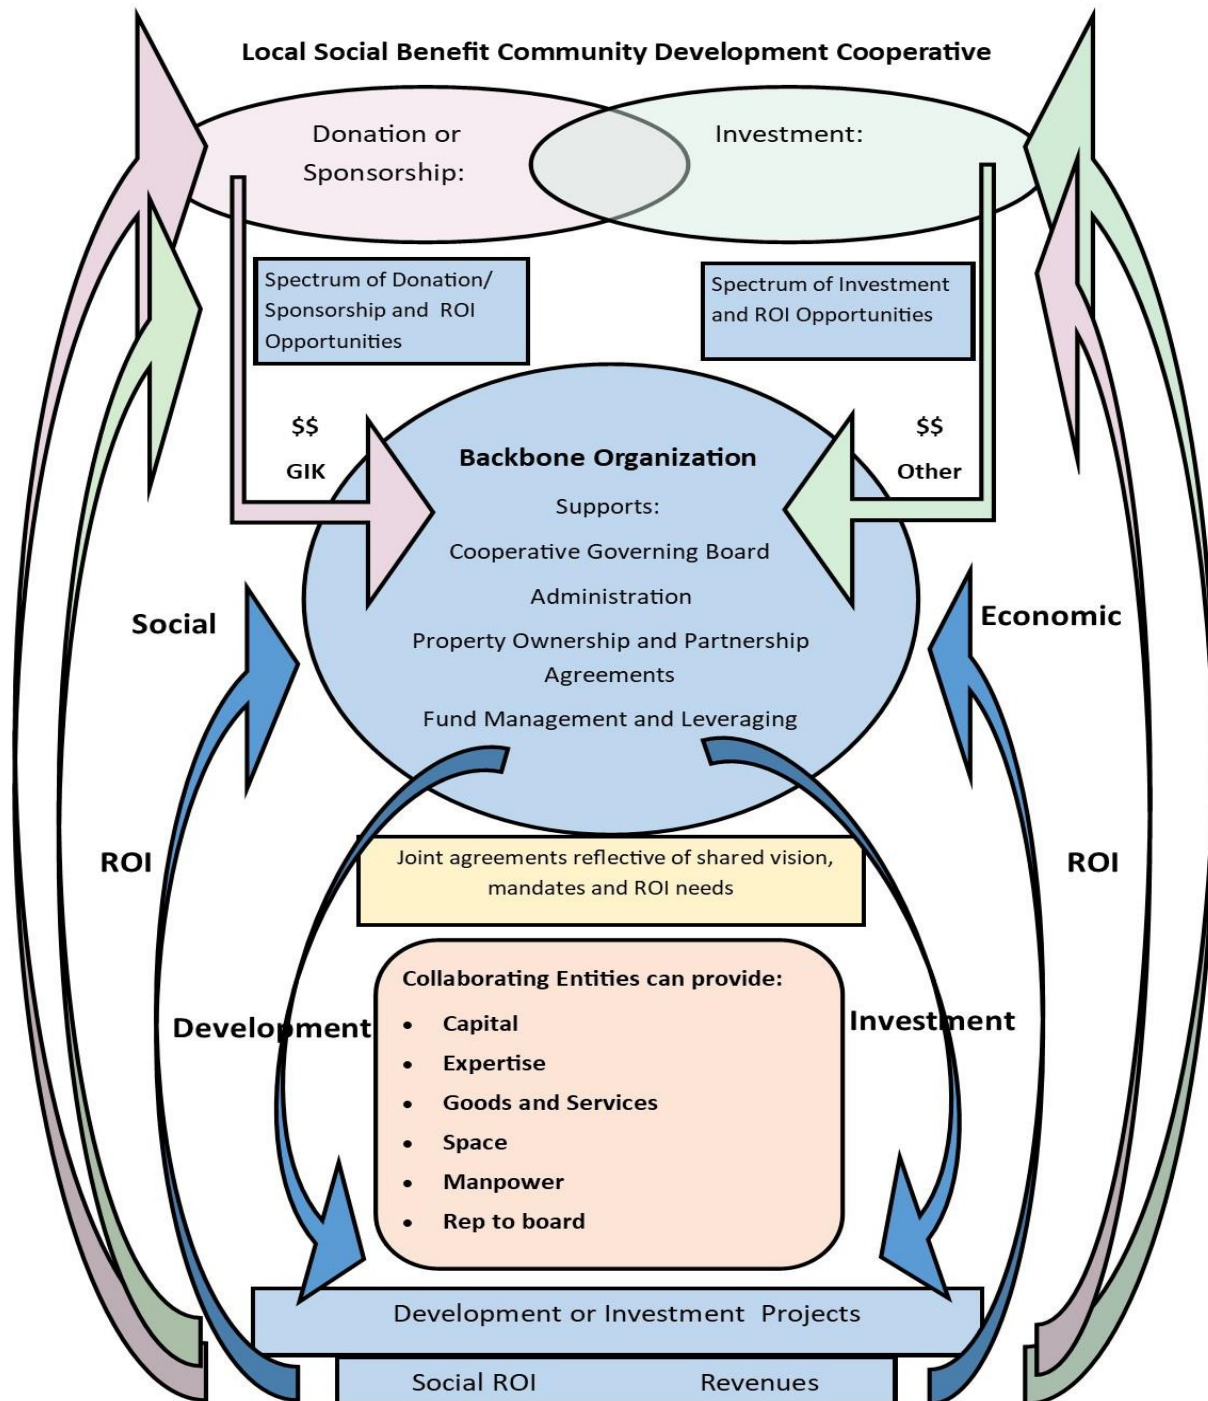 Local Social Benefit Community Development Cooperative
Donation or
Sponsorship:
Investment:
Spectrum of Donation/
Sponsorship and ROI
Opportunities
Spectrum of Investment
and ROI Opportunities
$$
GIK
$$
Other
Backbone Organization
Supports:
Cooperative Governing Board
Administration
Property Ownership and Partnership
Agreements
Fund Management and Leveraging
Social
Economic
ROI
ROI
Joint agreements reflective of shared vision,
mandates and ROI needs
Development
Investment
Collaborating Entities can provide:
• Capital
• Expertise
• Goods and Services
• Space
• Manpower
• Rep to board
Development or Investment Projects
Social ROI
Revenues